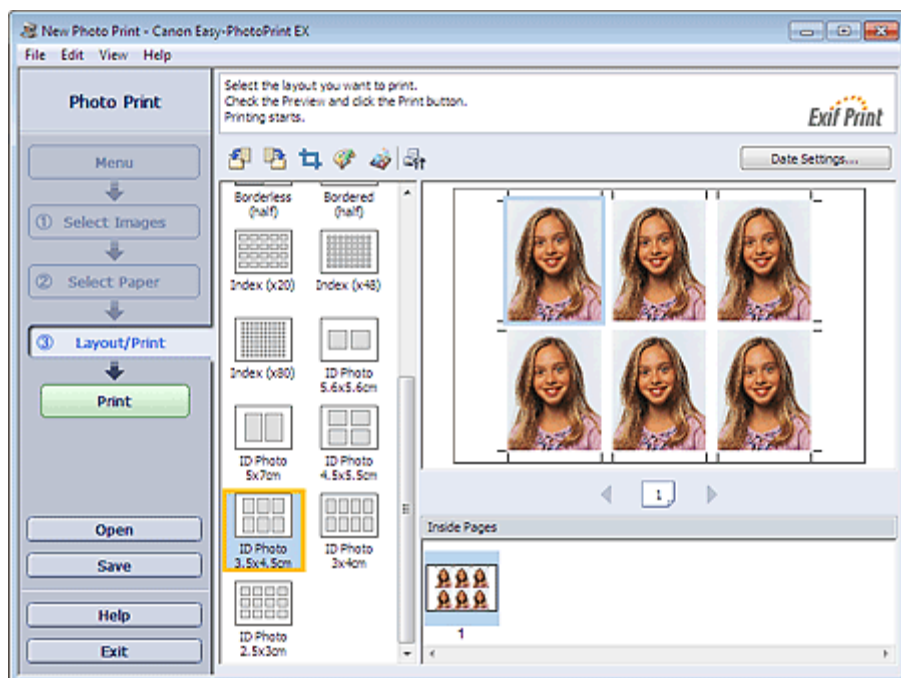 New Photo Print - Canon Easy-PhotoPrint EX
File Edit View Help
Photo Print
Select the layout you want to print.
Check the Preview and click the Print button.
Printing starts.
Exif Print
Menu
Date Settings...
① Select Images
② Select Paper
③ Layout/Print
Print
Open
Save
Help
Exit
Borderless
(half)
Bordered
(half)
Index (x20)
Index (x48)
Index (x80)
ID Photo
5.6x5.6cm
ID Photo
5x7cm
ID Photo
4.5x5.5cm
ID Photo
3.5x4.5cm
ID Photo
3x4cm
ID Photo
2.5x3cm
1
Inside Pages
1